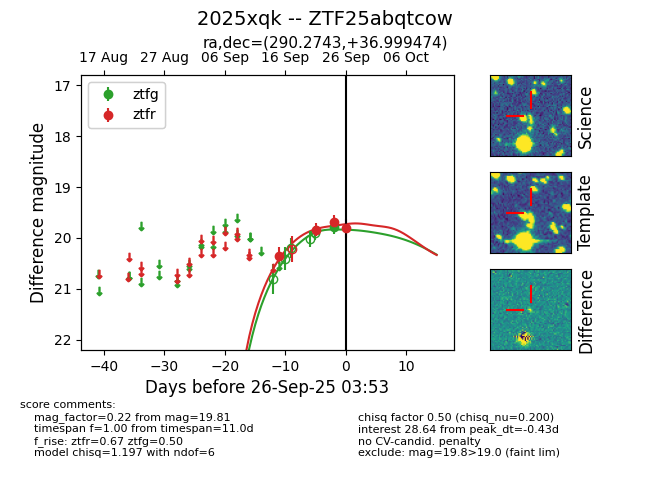 2025xqk -- ZTF25abqtcow
ra,dec=(290.2743,+36.999474)
17 Aug 27 Aug 06 Sep 16 Sep 26 Sep 06 Oct
ztfg
ztfr
17
18
19
20
21
22
Difference magnitude
−40 −30 −20 −10 0 10
Days before 26-Sep-25 03:53
Science
Template
Difference
score comments:
mag_factor=0.22 from mag=19.81
timespan f=1.00 from timespan=11.0d
f_rise: ztfr=0.67 ztfg=0.50
model chisq=1.197 with ndof=6
chisq factor 0.50 (chisq_nu=0.200)
interest 28.64 from peak_dt=-0.43d
no CV-candid. penalty
exclude: mag=19.8>19.0 (faint lim)